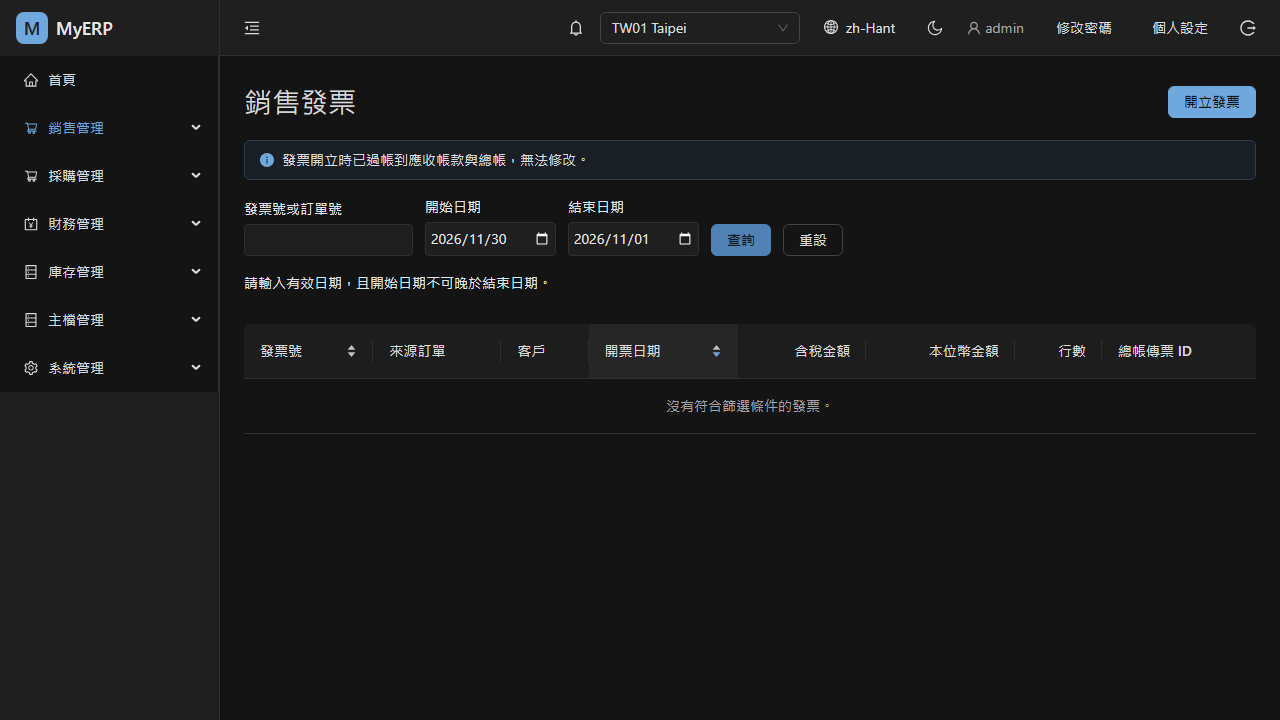 M MyERP
TW01 Taipei
zh-Hant
admin
修改密碼
個人設定
首頁
銷售管理
採購管理
財務管理
庫存管理
主檔管理
系統管理
銷售發票
開立發票
發票開立時已過帳到應收帳款與總帳，無法修改。
發票號或訂單號
開始日期
結束日期
2026/11/30
2026/11/01
查詢
重設
請輸入有效日期，且開始日期不可晚於結束日期。
發票號 來源訂單 客戶 開票日期 含稅金額 本位幣金額 行數 總帳傳票 ID
沒有符合篩選條件的發票。